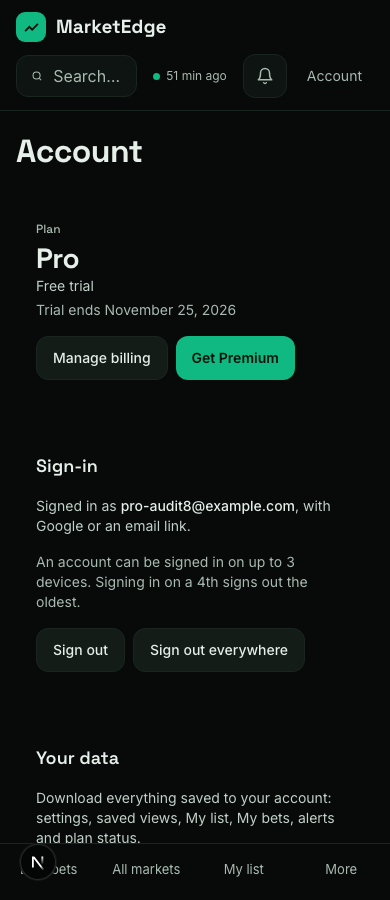 MarketEdge
Search...
51 min ago
Account
Account
Plan
Pro
Free trial
Trial ends November 25, 2026
Manage billing
Get Premium
Sign-in
Signed in as pro-audit8@example.com, with
Google or an email link.
An account can be signed in on up to 3
devices. Signing in on a 4th signs out the
oldest.
Sign out
Sign out everywhere
Your data
Download everything saved to your account:
settings, saved views, My list, My bets, alerts
and plan status.
N
bets
All markets
My list
More